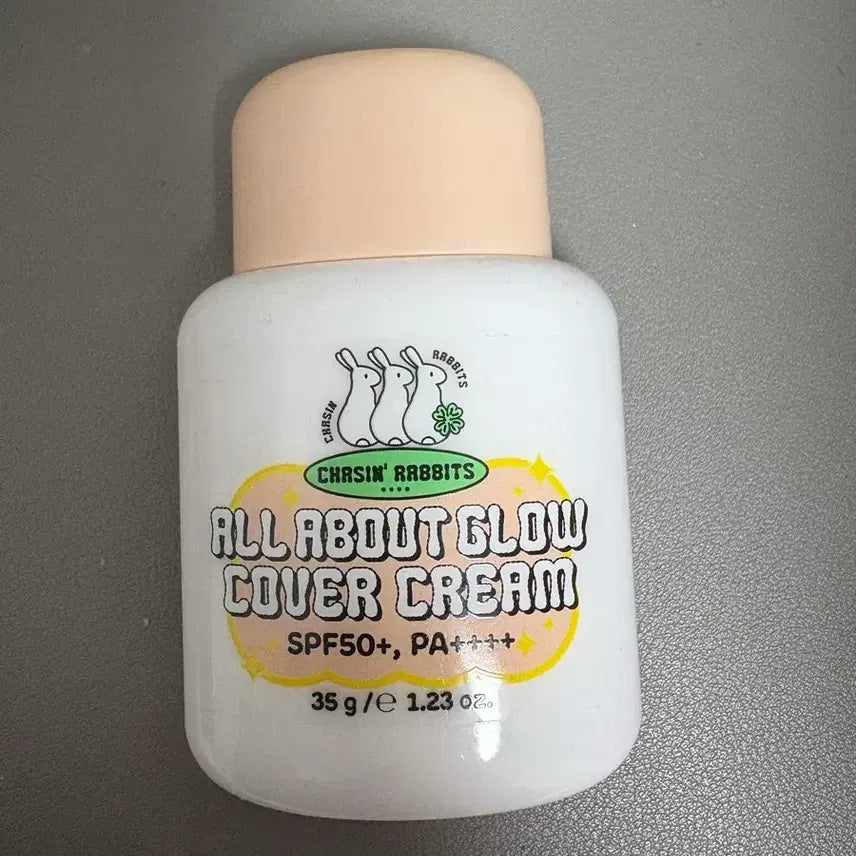 CHASIN RABBITS
CHASIN' RABBITS
ALL ABOUT GLOW
COVER CREAM
SPF50+, PA++++
35 g / ℮ 1.23 oz.